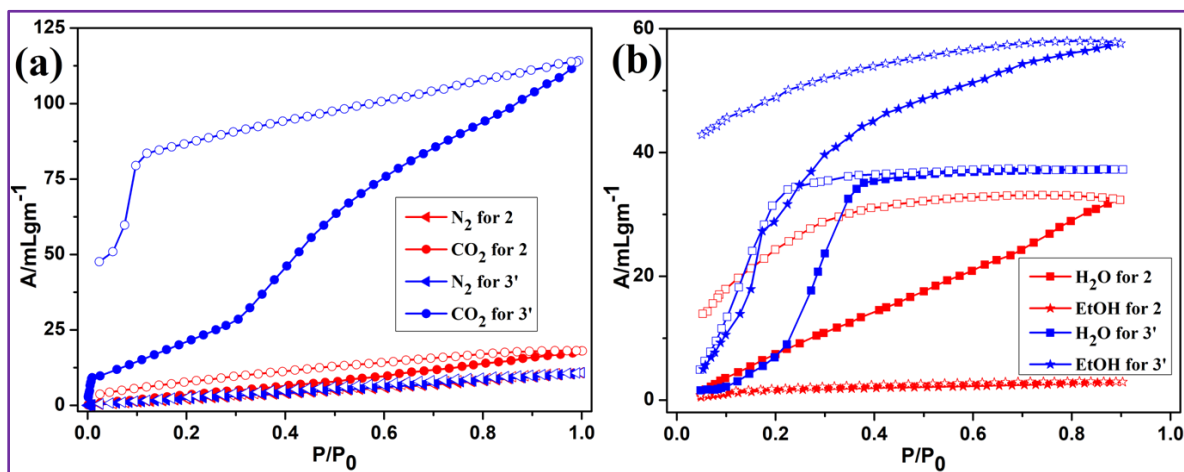 (a)
A/mLgm⁻¹
125
100
75
50
25
0
N₂ for 2
CO₂ for 2
N₂ for 3'
CO₂ for 3'
0.0 0.2 0.4 0.6 0.8 1.0
P/P₀
(b)
A/mLgm⁻¹
60
40
20
0
H₂O for 2
EtOH for 2
H₂O for 3'
EtOH for 3'
0.0 0.2 0.4 0.6 0.8 1.0
P/P₀